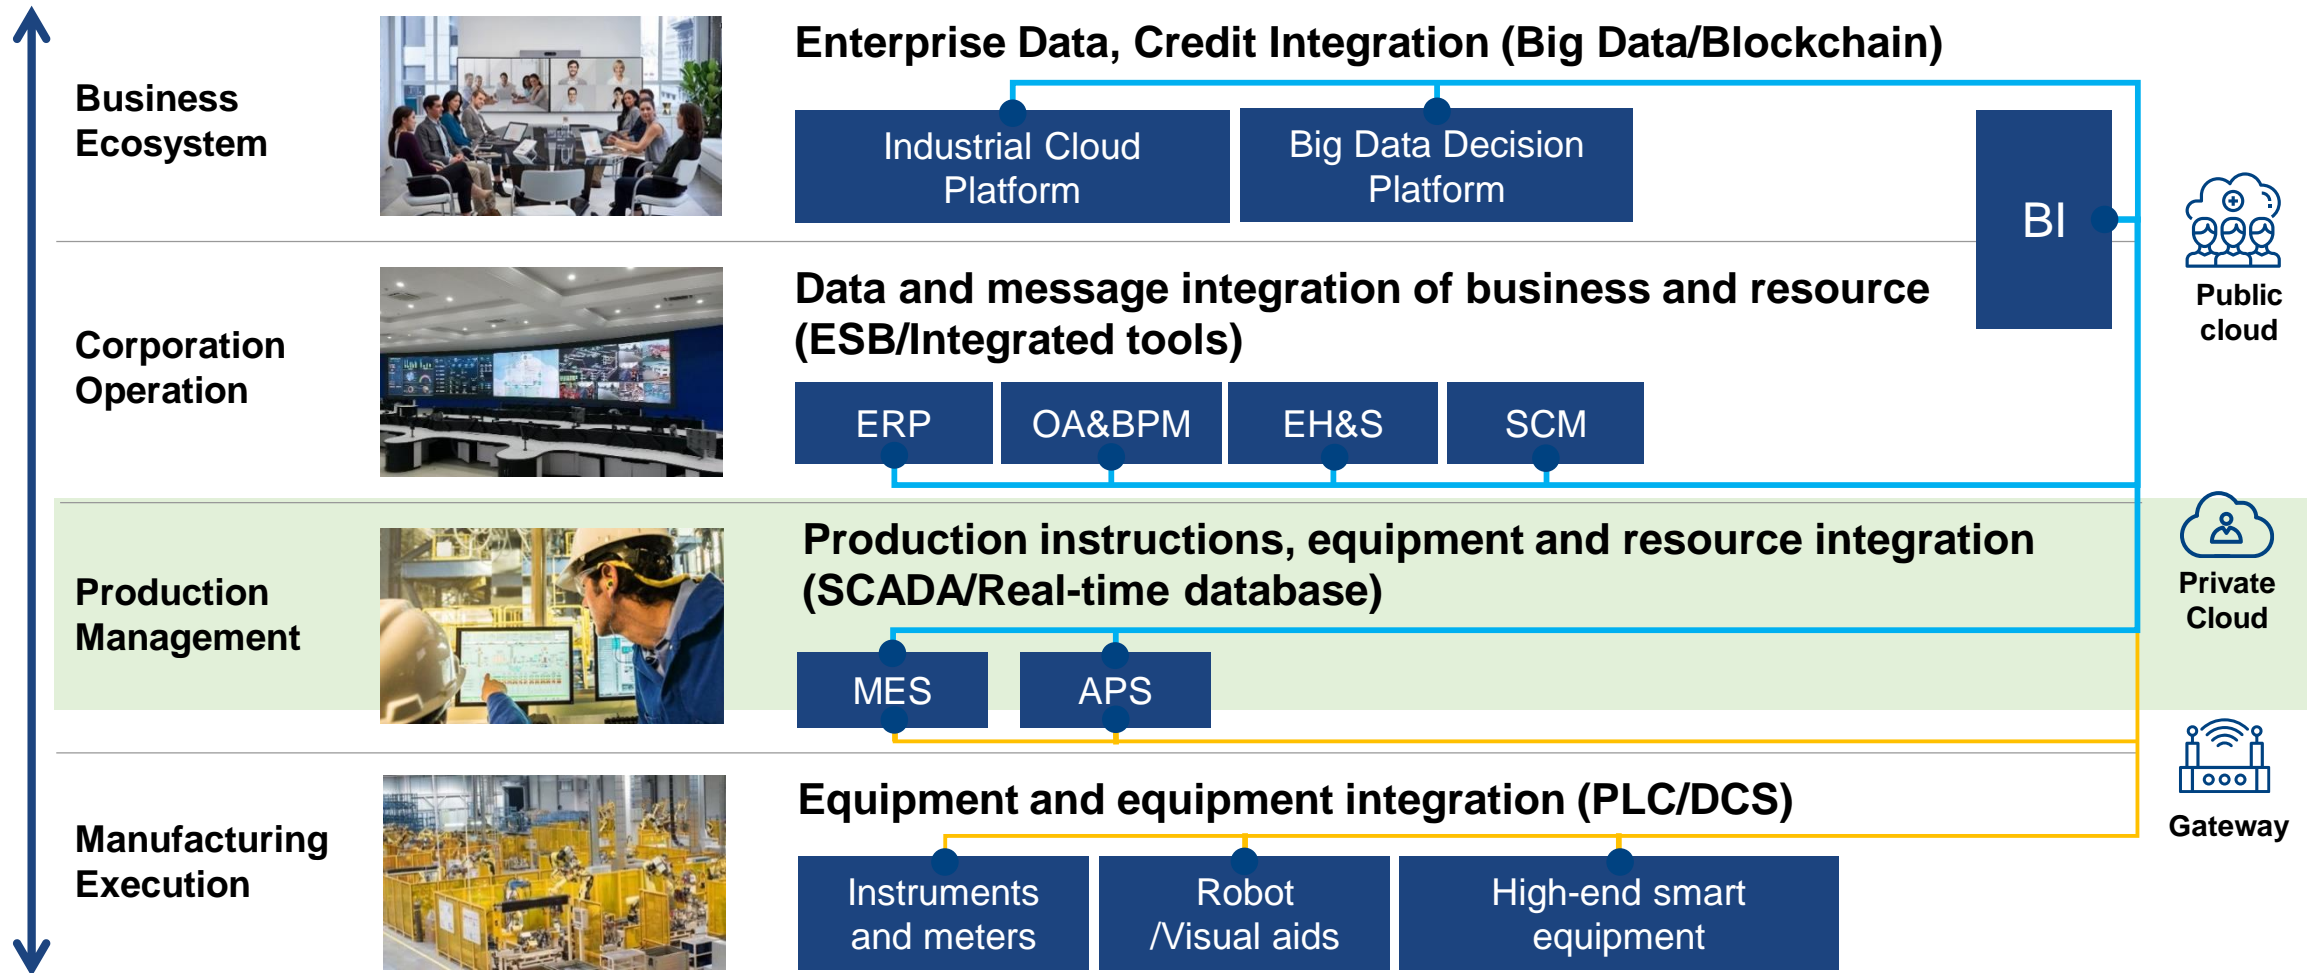 Enterprise Data, Credit Integration (Big Data/Blockchain)
Business
Ecosystem
Industrial Cloud
Platform
Big Data Decision
Platform
BI
Public
cloud
Data and message integration of business and resource
(ESB/Integrated tools)
Corporation
Operation
ERP
OA&BPM
EH&S
SCM
Production instructions, equipment and resource integration
(SCADA/Real-time database)
Production
Management
MES
APS
Private
Cloud
Equipment and equipment integration (PLC/DCS)
Manufacturing
Execution
Instruments
and meters
Robot
/Visual aids
High-end smart
equipment
Gateway